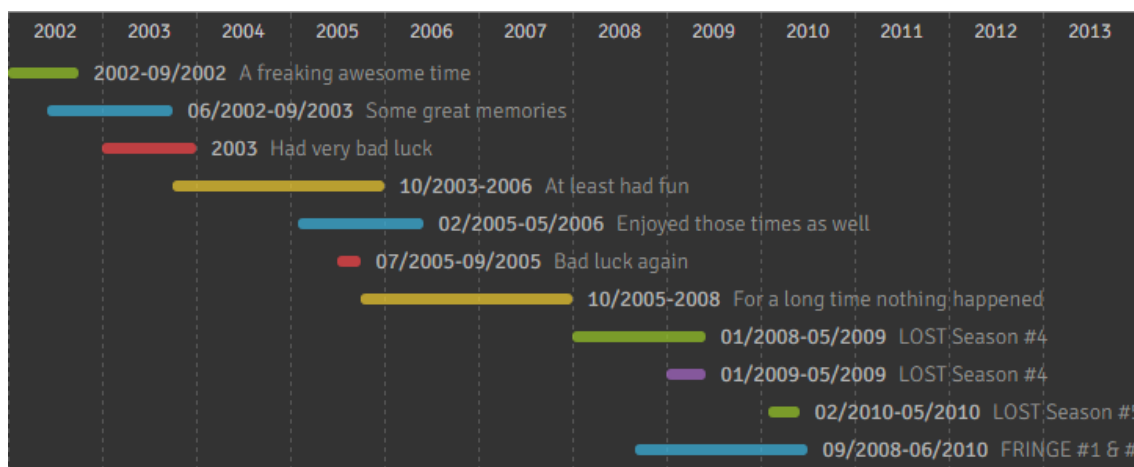 2002 2003 2004 2005 2006 2007 2008 2009 2010 2011 2012 2013
2002-09/2002 A freaking awesome time
06/2002-09/2003 Some great memories
2003 Had very bad luck
10/2003-2006 At least had fun
02/2005-05/2006 Enjoyed those times as well
07/2005-09/2005 Bad luck again
10/2005-2008 For a long time nothing happened
01/2008-05/2009 LOST Season #4
01/2009-05/2009 LOST Season #4
02/2010-05/2010 LOST Season #5
09/2008-06/2010 FRINGE #1 & #